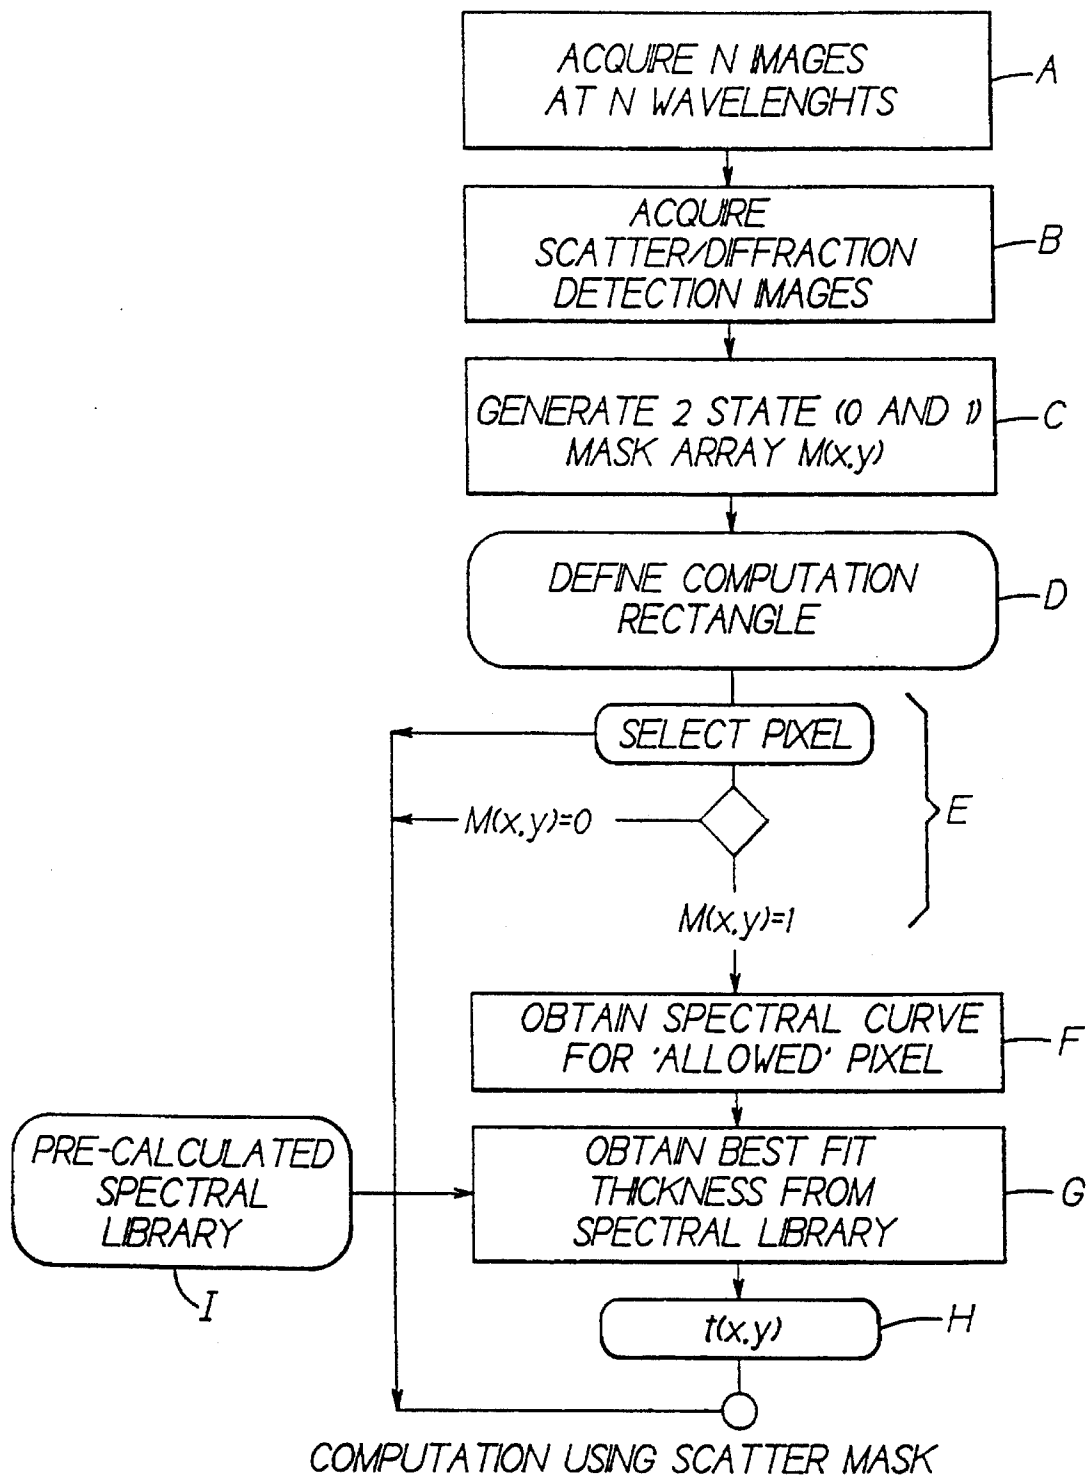 ACQUIRE N IMAGES
AT N WAVELENGHTS
A
ACQUIRE
SCATTER/DIFFRACTION
DETECTION IMAGES
B
GENERATE 2 STATE (0 AND 1)
MASK ARRAY M(x,y)
C
DEFINE COMPUTATION
RECTANGLE
D
SELECT PIXEL
M(x,y)=0
E
M(x,y)=1
OBTAIN SPECTRAL CURVE
FOR 'ALLOWED' PIXEL
F
PRE-CALCULATED
SPECTRAL
LIBRARY
I
OBTAIN BEST FIT
THICKNESS FROM
SPECTRAL LIBRARY
G
t(x,y)
H
COMPUTATION USING SCATTER MASK